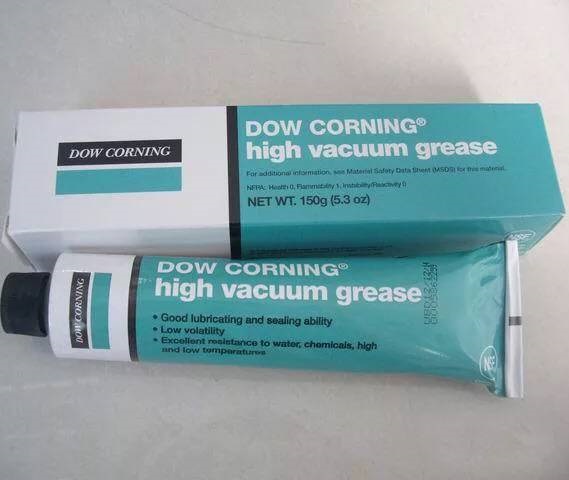 DOW CORNING
DOW CORNING®
high vacuum grease
For additional information, see Material Safety Data Sheet (MSDS) for this material.
NFPA: Health 0, Flammability 1, Instability/Reactivity 0
NET WT. 150g (5.3 oz)
NSF
DOW CORNING
DOW CORNING®
high vacuum grease
• Good lubricating and sealing ability
• Low volatility
• Excellent resistance to water, chemicals, high
and low temperatures
NSF